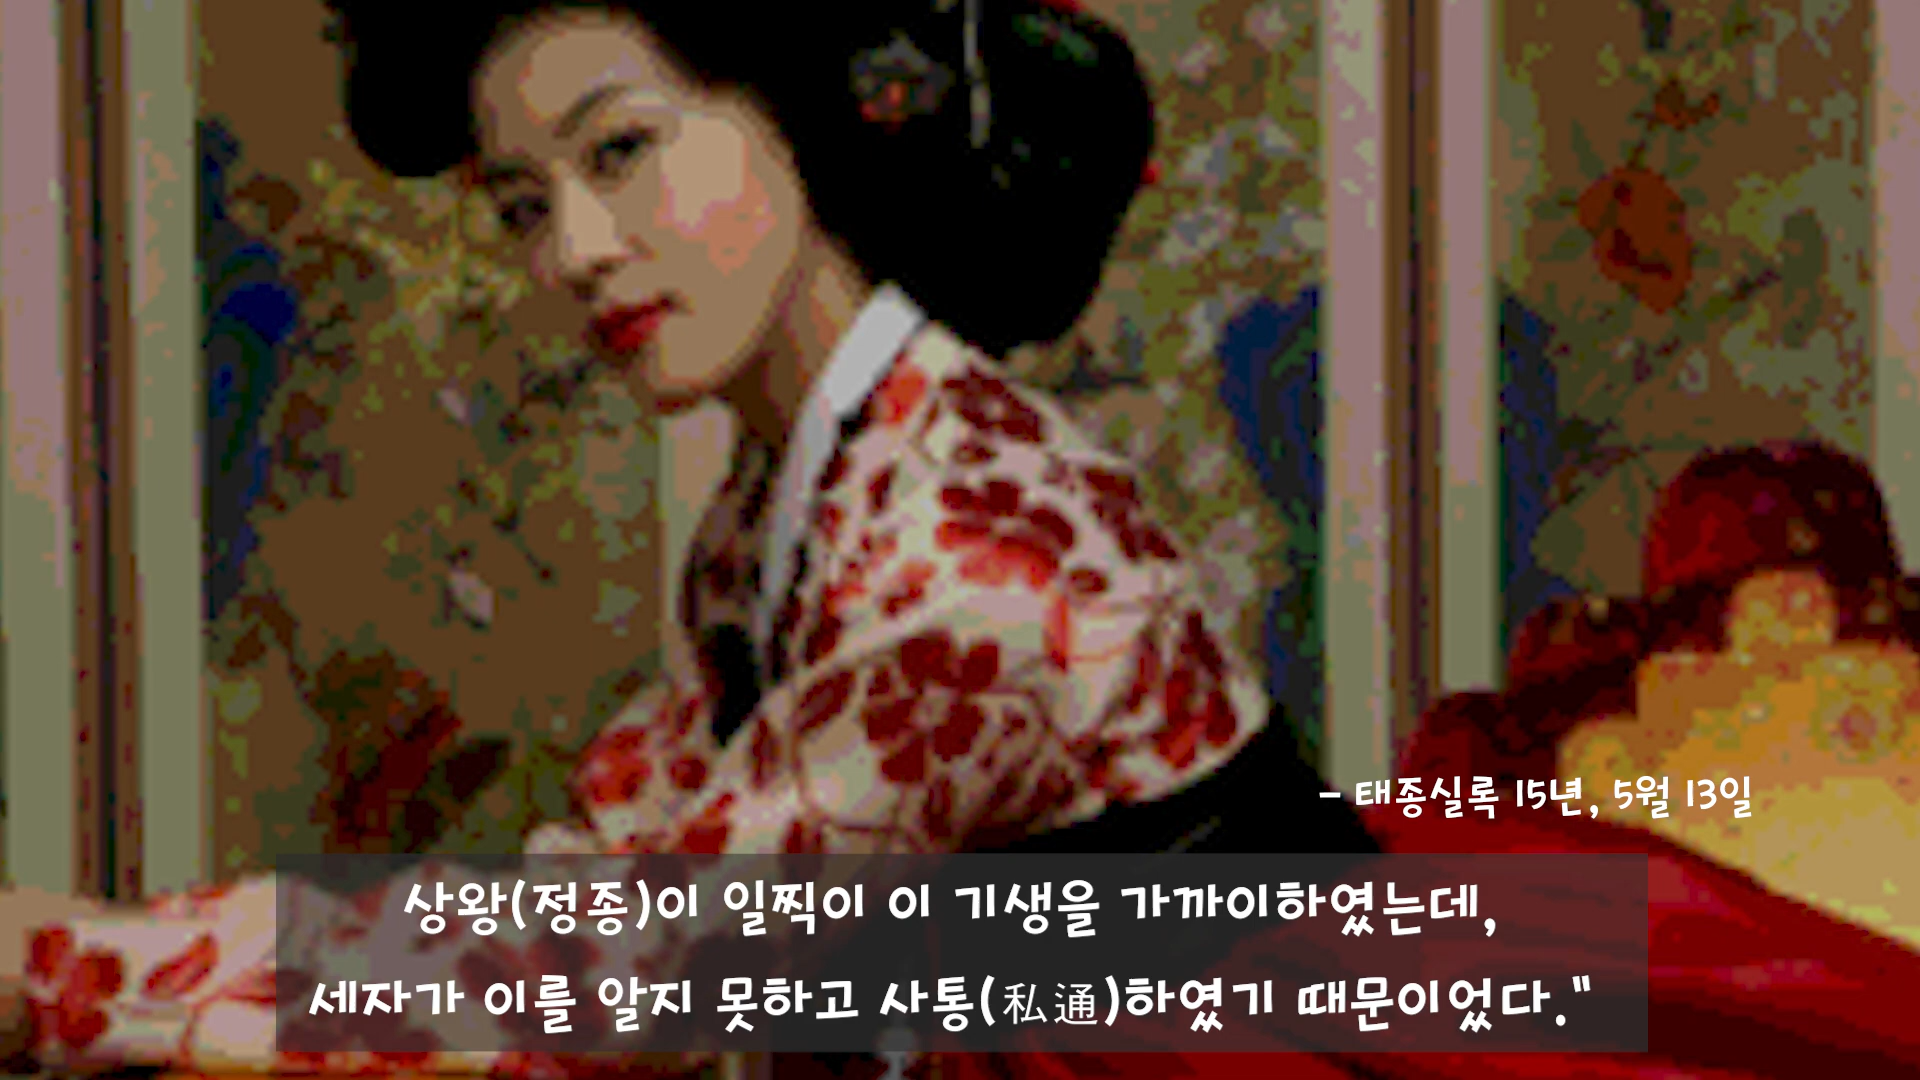 - 태종실록 15년, 5월 13일
상왕(정종)이 일찍이 이 기생을 가까이하였는데,
세자가 이를 알지 못하고 사통(私通)하였기 때문이었다."